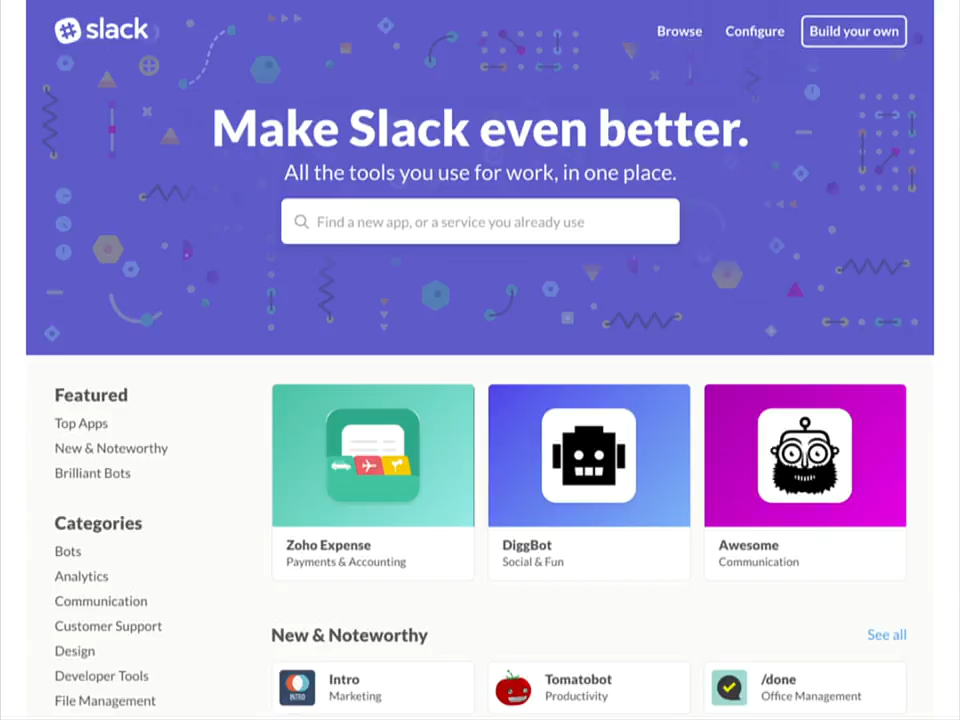 slack
Browse
Configure
Build your own
Make Slack even better.
All the tools you use for work, in one place.
Find a new app, or a service you already use
Featured
Top Apps
New & Noteworthy
Brilliant Bots
Categories
Bots
Analytics
Communication
Customer Support
Design
Developer Tools
File Management
Zoho Expense
Payments & Accounting
DiggBot
Social & Fun
Awesome
Communication
New & Noteworthy
See all
INTRO
Intro
Marketing
Tomatobot
Productivity
/done
Office Management